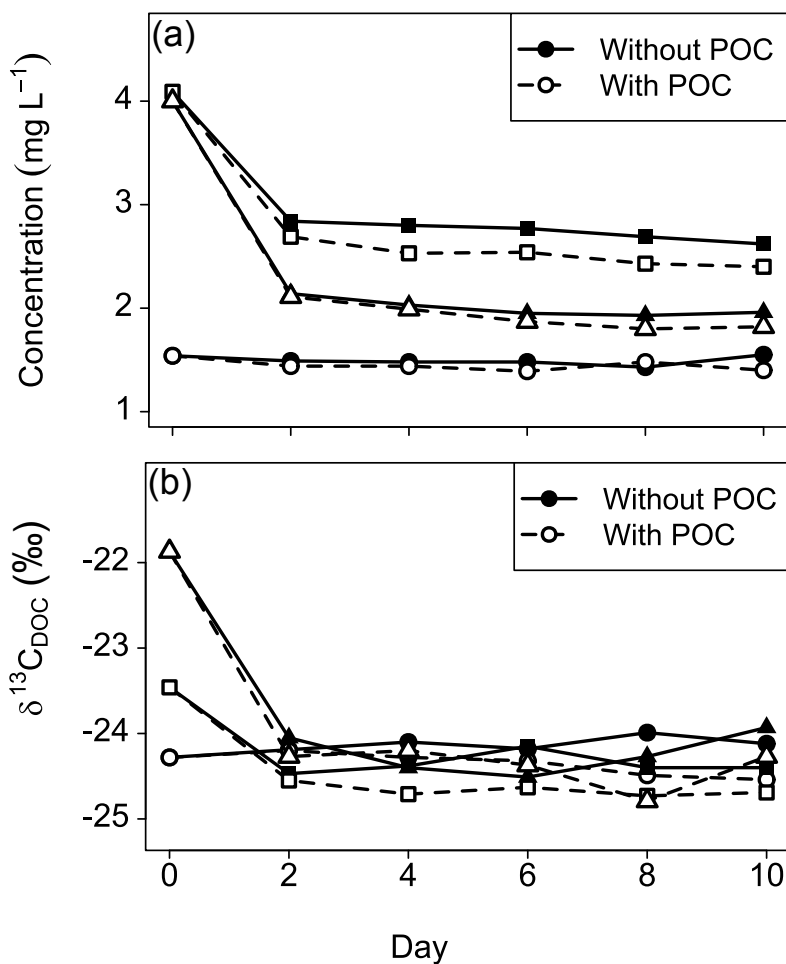 (a)
Without POC
With POC
4
3
2
1
Concentration (mg L⁻¹)
(b)
Without POC
With POC
-22
-23
-24
-25
δ¹³C_DOC (‰)
0 2 4 6 8 10
Day